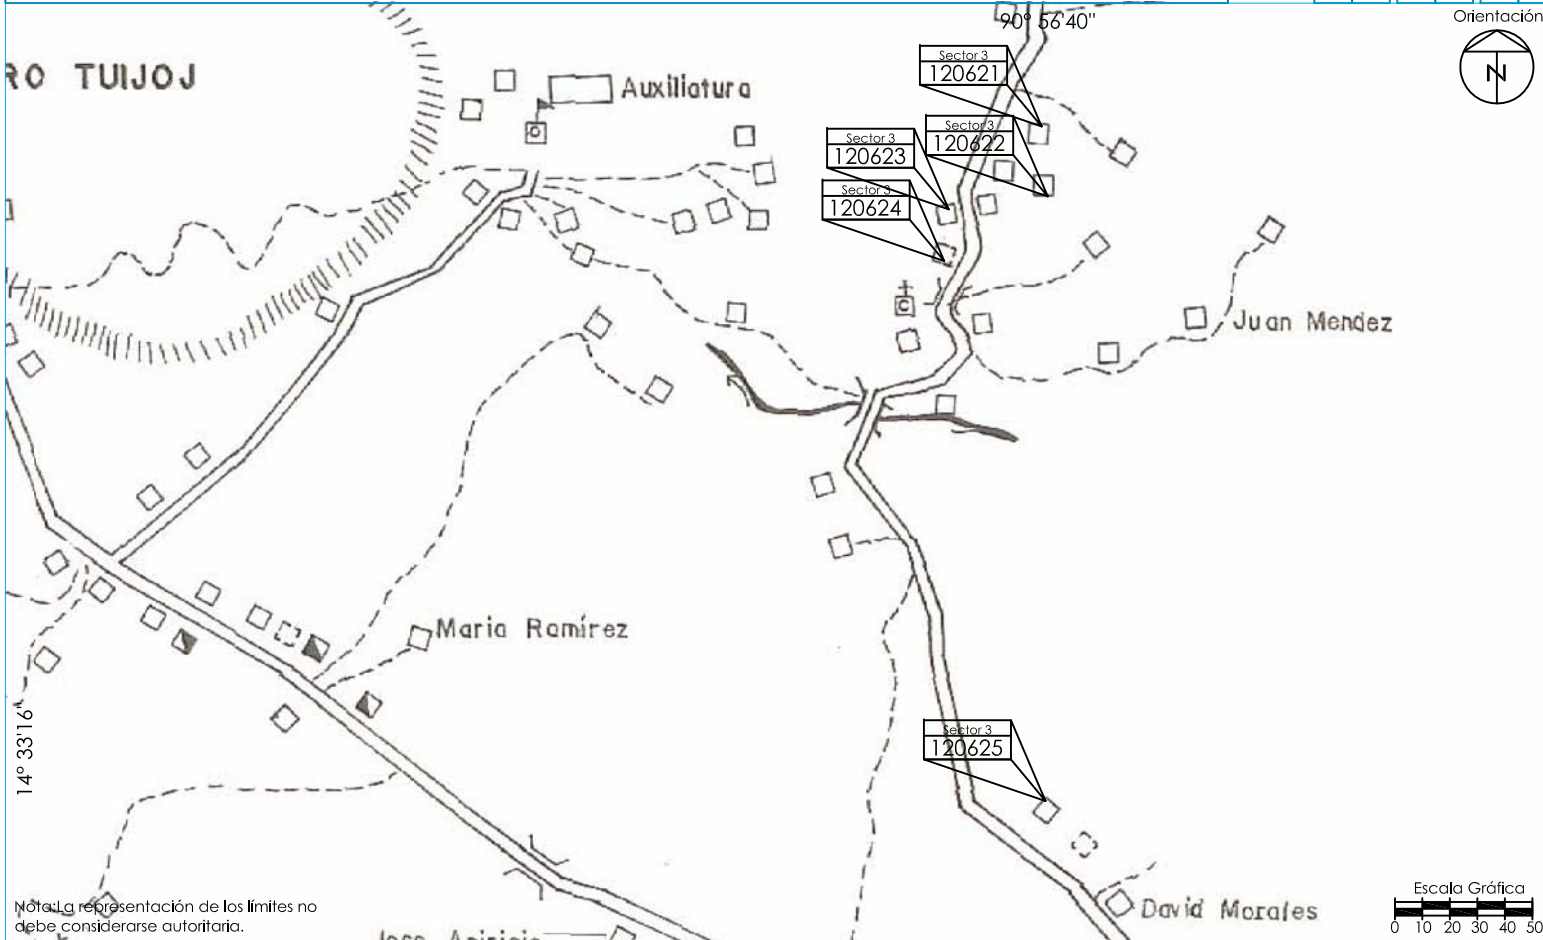 90° 56'40"
Orientación
N
RO TUIJOJ
Auxiliatura
Sector 3
120621
Sector 3
120622
Sector 3
120623
Sector 3
120624
C
C
Juan Mendez
Maria Ramírez
14° 33'16"
Sector 3
120625
David Morales
Nota:La representación de los límites no
debe considerarse autoritaria.
Escala Gráfica
0 10 20 30 40 50